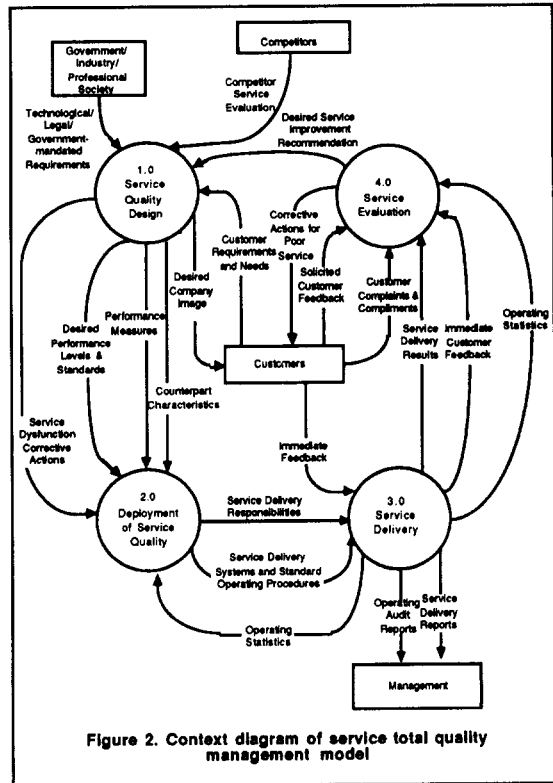 Competitors
Government/
Industry/
Professional
Society
Competitor
Service
Evaluation
Technological/
Legal/
Government-
mandated
Requirements
Desired Service
Improvement
Recommendation
1.0
Service
Quality
Design
4.0
Service
Evaluation
Customer
Requirements
and Needs
Corrective
Actions for
Poor
Service
Desired
Company
Image
Solicited
Customer
Feedback
Customer
Complaints &
Compliments
Operating
Statistics
Performance
Measures
Desired
Performance
Levels &
Standards
Service
Delivery
Results
Immediate
Customer
Feedback
Customers
Counterpart
Characteristics
Service
Dysfunction
Corrective
Actions
Immediate
Feedback
2.0
Deployment
of Service
Quality
Service Delivery
Responsibilities
3.0
Service
Delivery
Service Delivery
Systems and Standard
Operating Procedures
Operating
Statistics
Operating
Audit
Reports
Service
Delivery
Reports
Management
Figure 2. Context diagram of service total quality
management model